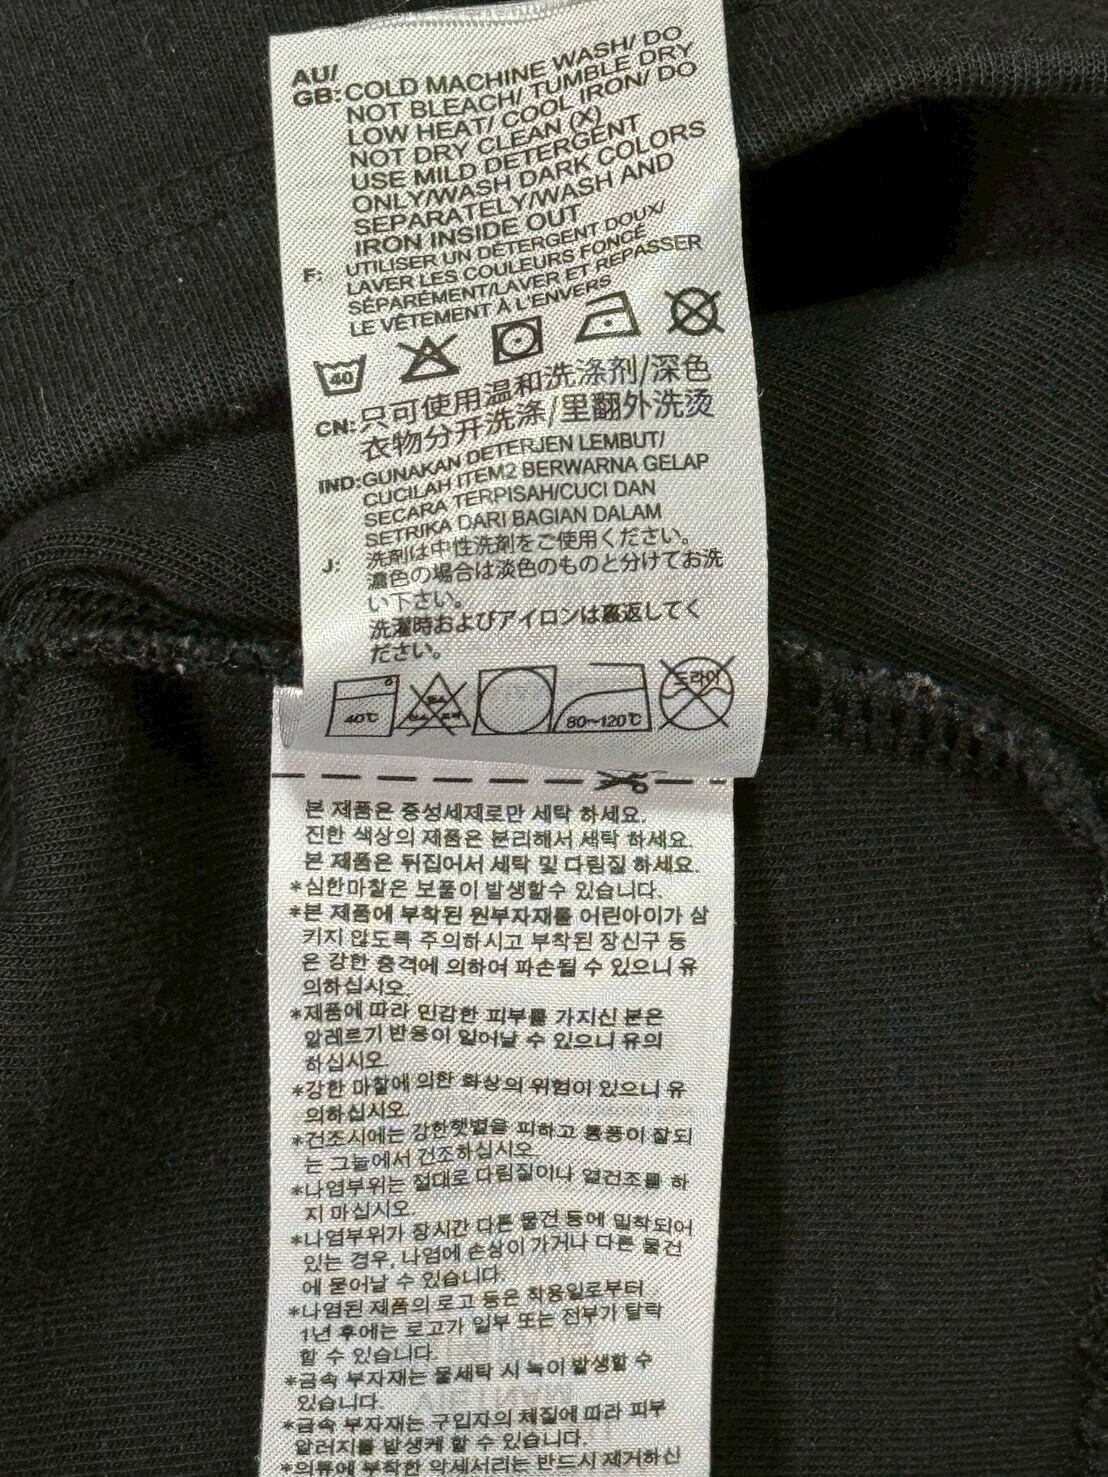 AU/
GB: COLD MACHINE WASH/ DO
NOT BLEACH/ TUMBLE DRY
LOW HEAT/ COOL IRON/ DO
NOT DRY CLEAN (X)
USE MILD DETERGENT
ONLY/WASH DARK COLORS
SEPARATELY/WASH AND
IRON INSIDE OUT
F: UTILISER UN DÉTERGENT DOUX/
LAVER LES COULEURS FONCÉ
SÉPARÉMENT/LAVER ET REPASSER
LE VÊTEMENT À L'ENVERS
40
CN: 只可使用温和洗涤剂/深色
衣物分开洗涤/里翻外洗烫
IND: GUNAKAN DETERJEN LEMBUT/
CUCILAH ITEM2 BERWARNA GELAP
SECARA TERPISAH/CUCI DAN
SETRIKA DARI BAGIAN DALAM
J: 洗剤は中性洗剤をご使用ください。
濃色の場合は淡色のものと分けてお洗
い下さい。
洗濯時およびアイロンは裏返してく
ださい。
40℃ 80~120℃ 드라이
본 제품은 중성세제로만 세탁 하세요.
진한 색상의 제품은 분리해서 세탁 하세요.
본 제품은 뒤집어서 세탁 및 다림질 하세요.
*심한마찰은 보풀이 발생할수 있습니다.
*본 제품에 부착된 원부자재를 어린아이가 삼
키지 않도록 주의하시고 부착된 장신구 등
은 강한 충격에 의하여 파손될 수 있으니 유
의하십시오.
*제품에 따라 민감한 피부를 가지신 분은
알레르기 반응이 일어날 수 있으니 유의
하십시오.
*강한 마찰에 의한 화상의 위험이 있으니 유
의하십시오.
*건조시에는 강한햇볕을 피하고 통풍이 잘되
는 그늘에서 건조하십시오.
*나염부위는 절대로 다림질이나 열건조를 하
지 마십시오.
*나염부위가 장시간 다른 물건 등에 밀착되어
있는 경우, 나염에 손상이 가거나 다른 물건
에 묻어날 수 있습니다.
*나염된 제품의 로고 등은 착용일로부터
1년 후에는 로고가 일부 또는 전부가 탈락
할 수 있습니다.
*금속 부자재는 물세탁 시 녹이 발생할 수
있습니다.
*금속 부자재는 구입자의 체질에 따라 피부
알러지를 발생케 할 수 있습니다.
*의류에 부착한 악세서리는 반드시 제거하신